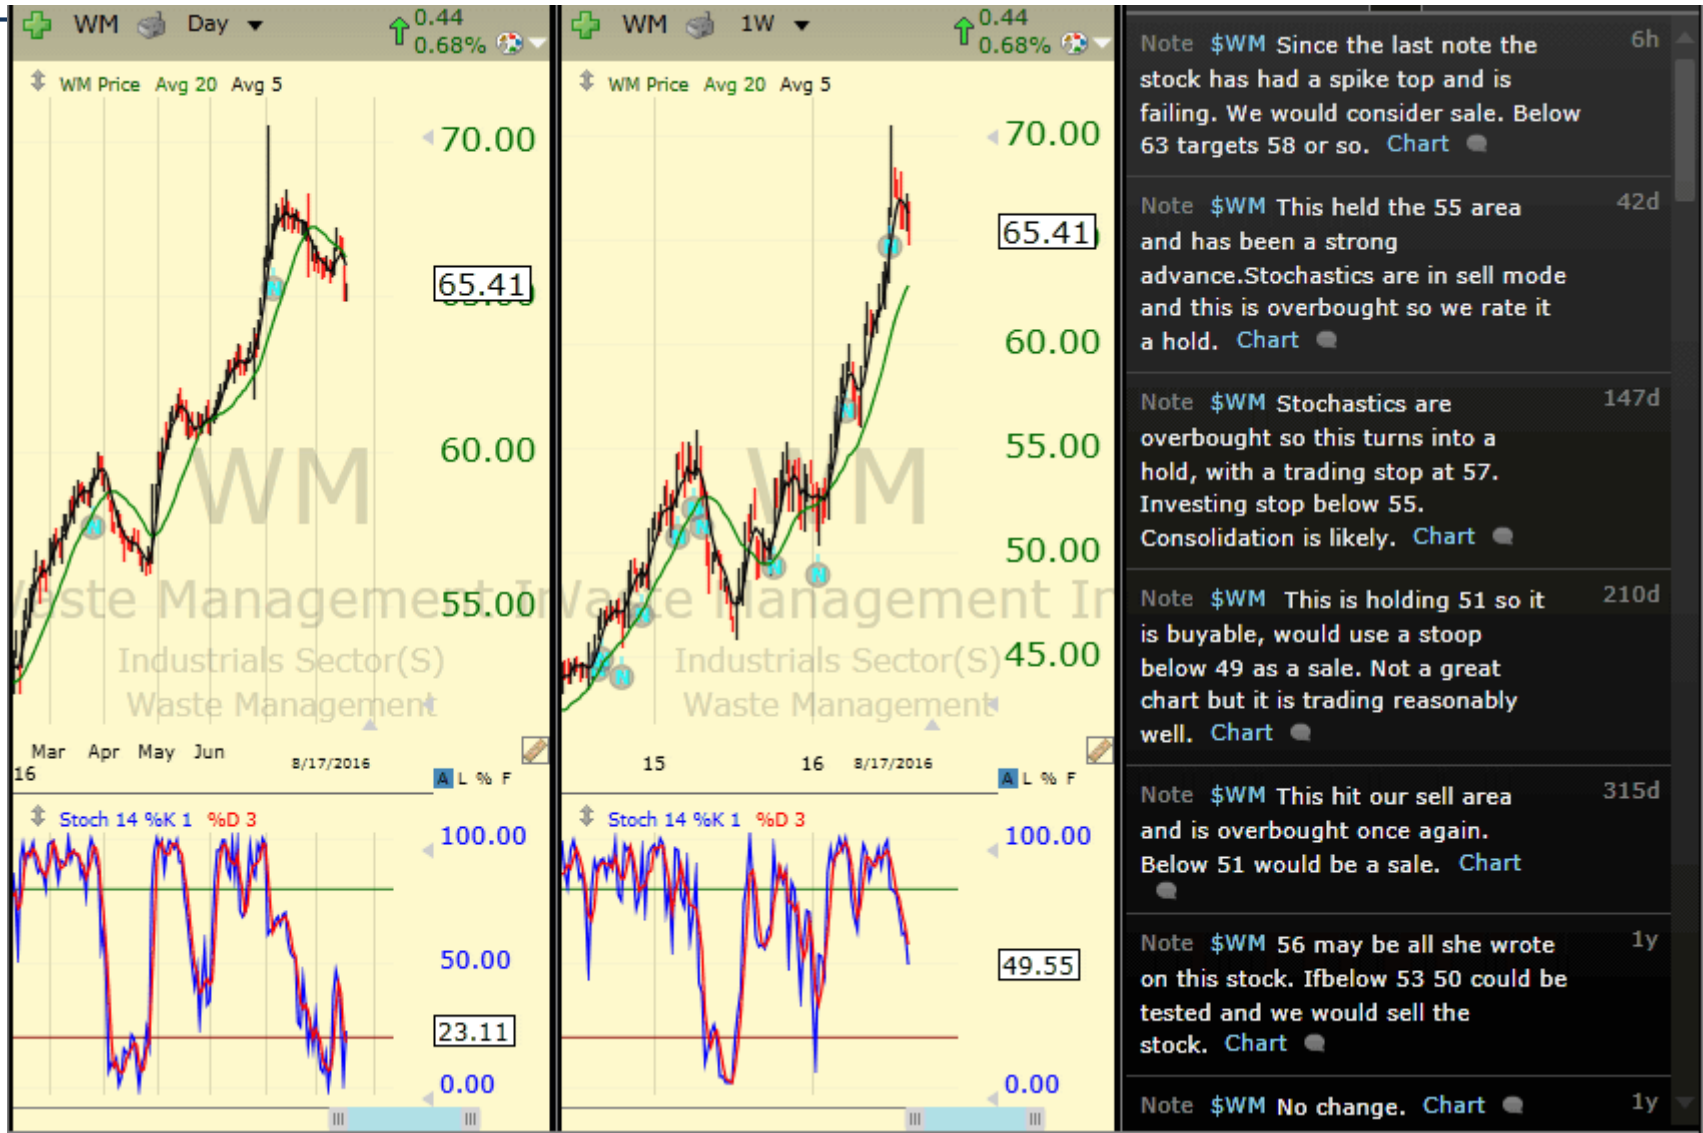 WM Day 0.44
0.68%
WM Price Avg 20 Avg 5
70.00
65.41
60.00
55.00
WM
Waste Management In
Industrials Sector(S)
Waste Management
Mar Apr May Jun 8/17/2016
16
A L % F
Stoch 14 %K 1 %D 3
100.00
50.00
23.11
0.00
WM 1W 0.44
0.68%
WM Price Avg 20 Avg 5
70.00
65.41
60.00
55.00
50.00
45.00
WM
Waste Management In
Industrials Sector(S)
Waste Management
15 16 8/17/2016
A L % F
Stoch 14 %K 1 %D 3
100.00
49.55
0.00
Note $WM Since the last note the 6h
stock has had a spike top and is
failing. We would consider sale. Below
63 targets 58 or so. Chart
Note $WM This held the 55 area 42d
and has been a strong
advance.Stochastics are in sell mode
and this is overbought so we rate it
a hold. Chart
Note $WM Stochastics are 147d
overbought so this turns into a
hold, with a trading stop at 57.
Investing stop below 55.
Consolidation is likely. Chart
Note $WM This is holding 51 so it 210d
is buyable, would use a stoop
below 49 as a sale. Not a great
chart but it is trading reasonably
well. Chart
Note $WM This hit our sell area 315d
and is overbought once again.
Below 51 would be a sale. Chart
Note $WM 56 may be all she wrote 1y
on this stock. Ifbelow 53 50 could be
tested and we would sell the
stock. Chart
Note $WM No change. Chart 1y